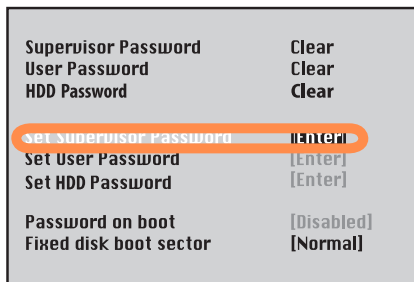 Supervisor Password Clear
User Password Clear
HDD Password Clear
Set Supervisor Password [Enter]
Set User Password [Enter]
Set HDD Password [Enter]
Password on boot [Disabled]
Fixed disk boot sector [Normal]